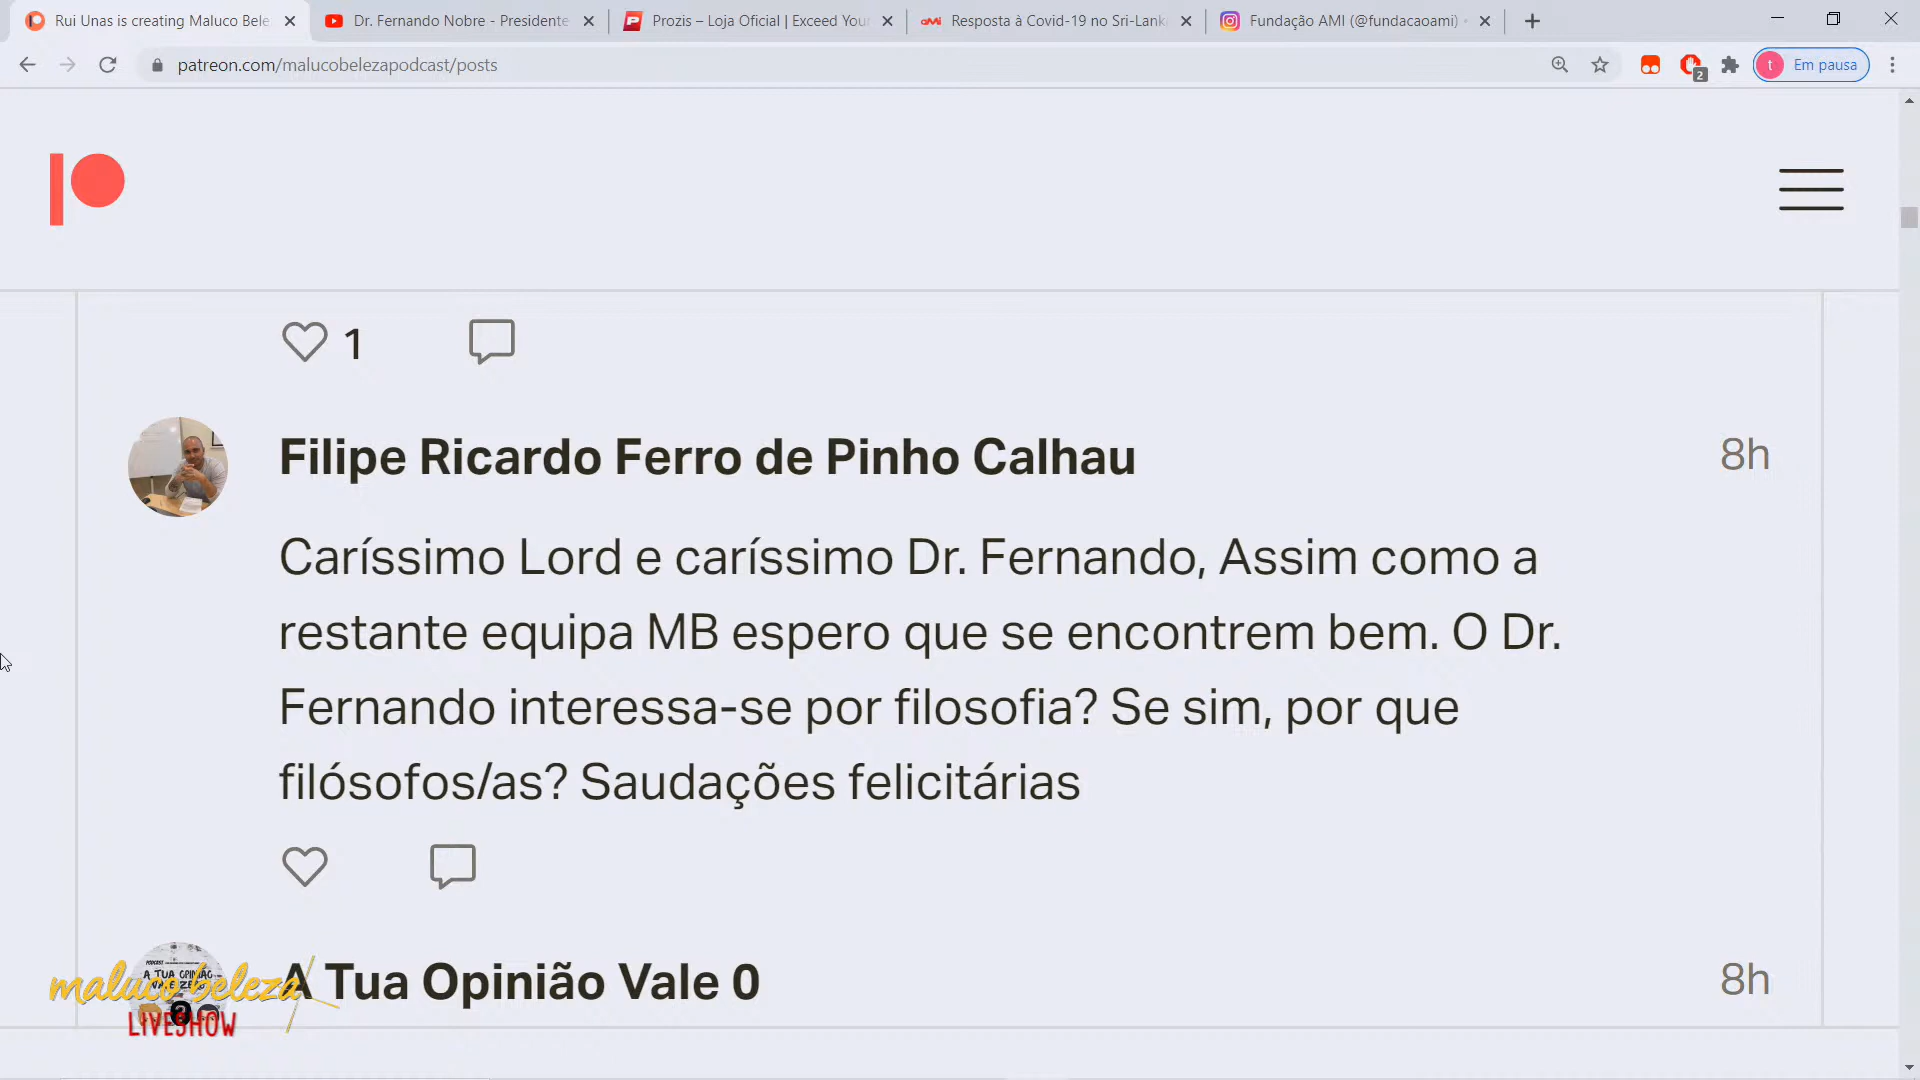 Rui Unas is creating Maluco Bele
Dr. Fernando Nobre - Presidente
Prozis – Loja Oficial | Exceed Your
Resposta à Covid-19 no Sri-Lank
Fundação AMI (@fundacaoami)
patreon.com/malucobelezapodcast/posts
2
t
Em pausa
1
Filipe Ricardo Ferro de Pinho Calhau
8h
Caríssimo Lord e caríssimo Dr. Fernando, Assim como a
restante equipa MB espero que se encontrem bem. O Dr.
Fernando interessa-se por filosofia? Se sim, por que
filósofos/as? Saudações felicitárias
A Tua Opinião Vale 0
8h
maluco beleza
LIVESHOW